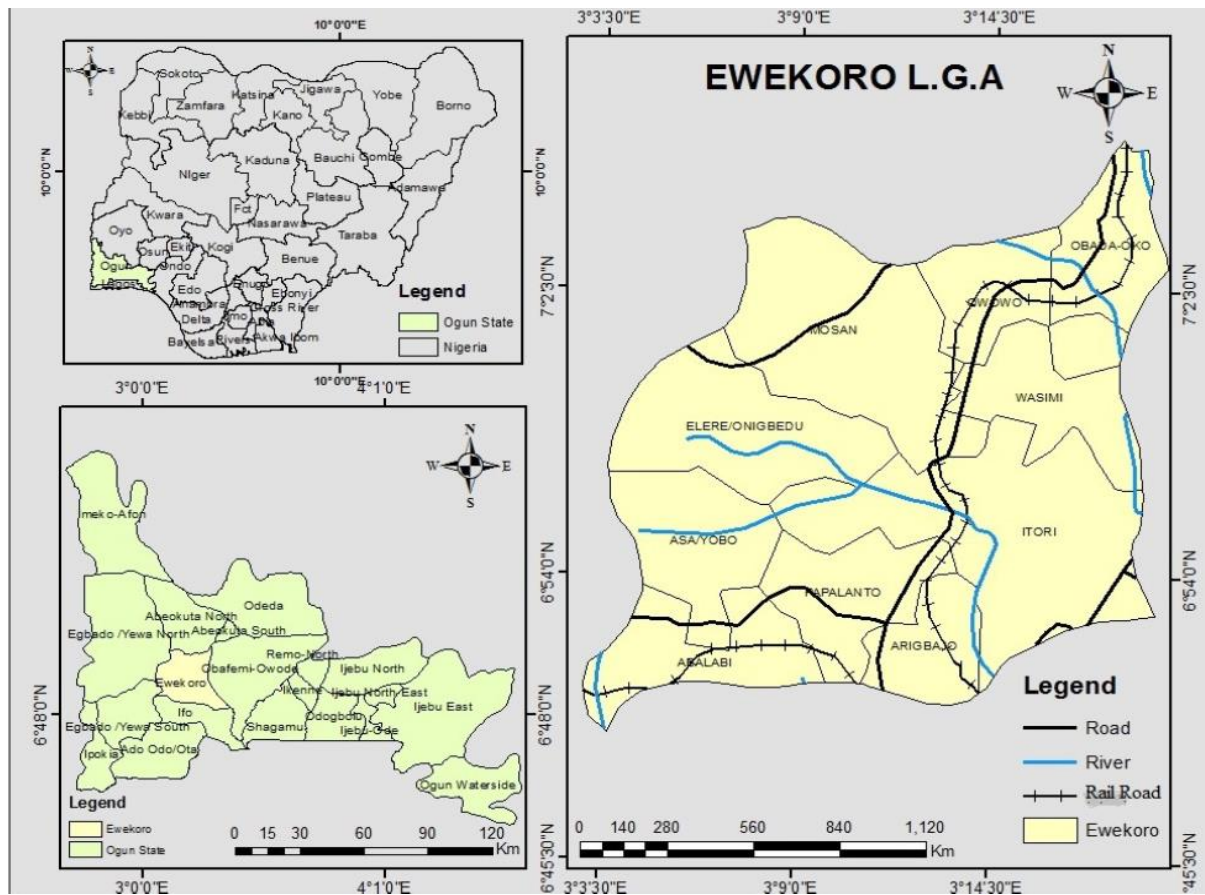 10°0'0"E
N
W
E
S
Sokoto
Katsina
Jigawa
Yobe
Borno
Zamfara
Kebbi
Kano
Kaduna
Bauchi
Gombe
NIger
Adamawa
Plateau
Fct
Kwara
Nasarawa
Oyo
Taraba
Ekiti
Kogi
Osun
Benue
Ogun
Ondo
Lagos
Edo
Enugu
Ebonyi
Anamara
Cross River
Delta
Imo
Abia
Bayelsa
Rivers
Akwa Ibom
Legend
Ogun State
Nigeria
10°0'0"N
10°0'0"N
10°0'0"E
3°0'0"E
4°1'0"E
N
W
E
S
Imeko-Afon
Odeda
Abeokuta North
Egbado /Yewa North
Abeokuta South
Remo-North
Obafemi-Owode
Ijebu North
Ewekoro
Ikenne
Ijebu North East
Ijebu East
Ifo
Odogbolu
Egbado /Yewa South
Shagamu
Ijebu-Ode
Ipokia
Ado Odo/Ota
Ogun Waterside
Legend
Ewekoro
Ogun State
0 15 30 60 90 120
Km
6°48'0"N
6°48'0"N
3°0'0"E
4°1'0"E
3°3'30"E
3°9'0"E
3°14'30"E
EWEKORO L.G.A
N
W
E
S
OBADA-OKO
OWOWO
MOSAN
WASIMI
ELERE/ONIGBEDU
ITORI
ASA/YOBO
PAPALANTO
ARIGBAJO
ABALABI
Legend
Road
River
Rail Road
Ewekoro
0 140 280 560 840 1,120
Km
7°2'30"N
7°2'30"N
6°54'0"N
6°54'0"N
6°45'30"N
°45'30"N
3°3'30"E
3°9'0"E
3°14'30"E